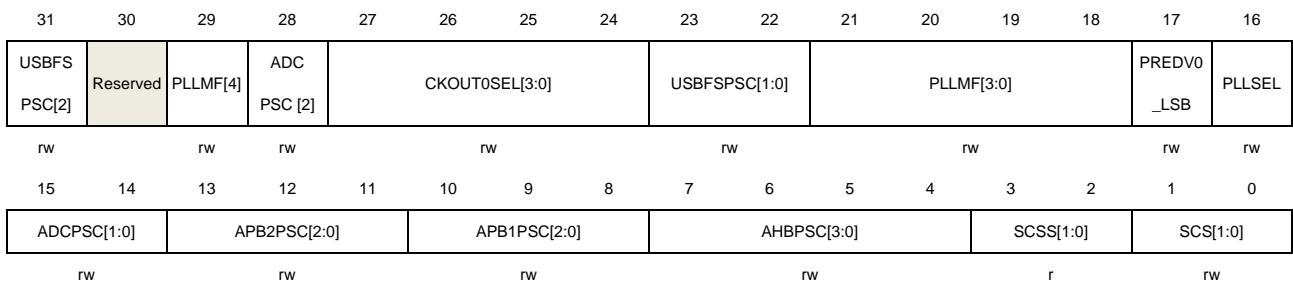 31 30 29 28 27 26 25 24 23 22 21 20 19 18 17 16
USBFS ADC PREDV0
Reserved PLLMF[4] CKOUT0SEL[3:0] USBFSPSC[1:0] PLLMF[3:0] PLLSEL
PSC[2] PSC [2] _LSB
rw rw rw rw rw rw rw rw
15 14 13 12 11 10 9 8 7 6 5 4 3 2 1 0
ADCPSC[1:0] APB2PSC[2:0] APB1PSC[2:0] AHBPSC[3:0] SCSS[1:0] SCS[1:0]
rw rw rw rw r rw